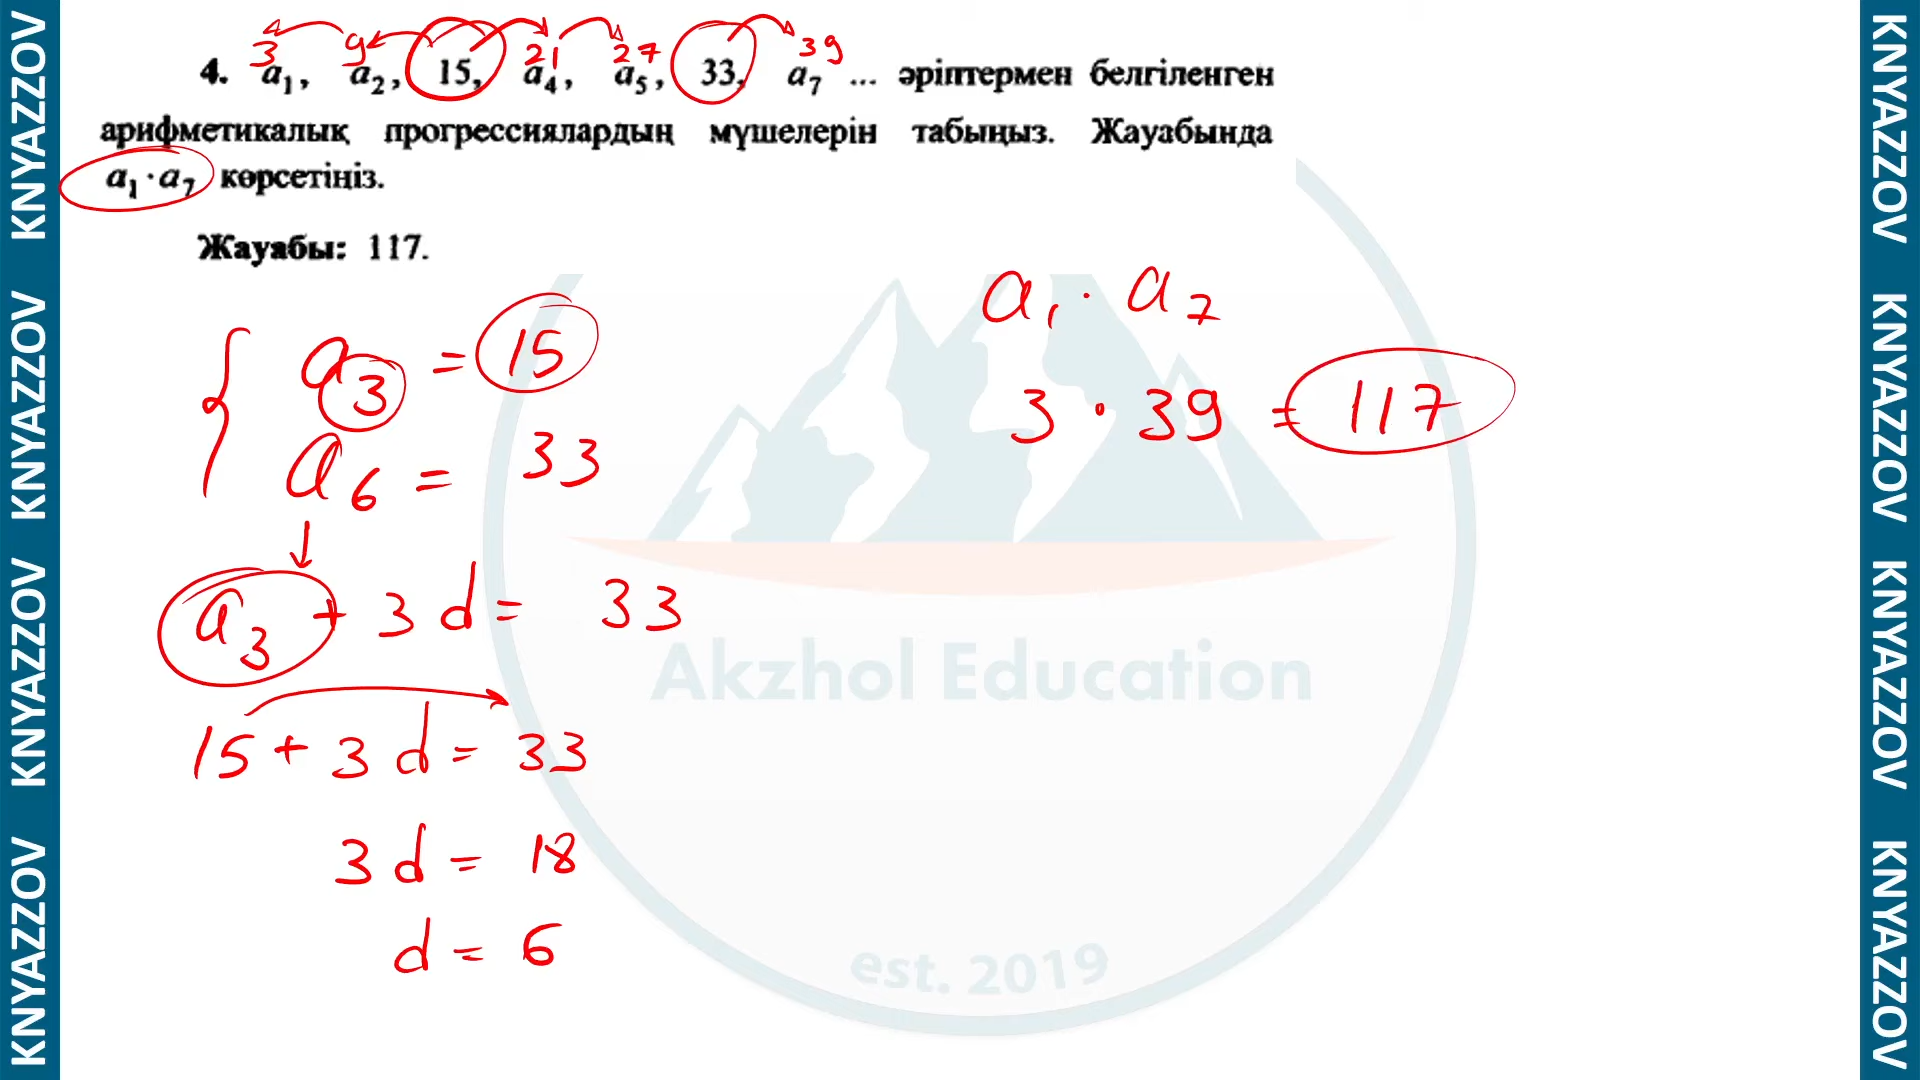 3 9 21 27 39
4. a₁, a₂, 15, a₄, a₅, 33, a₇ ... әріптермен белгіленген
арифметикалық прогрессиялардың мүшелерін табыңыз. Жауабында
a₁ · a₇ көрсетіңіз.
Жауабы: 117.
a₃ = 15
a₆ = 33
a₃ + 3d = 33
15 + 3d = 33
3d = 18
d = 6
a₁ · a₇
3 · 39 = 117
Akzhol Education
est. 2019
KNYAZZOV KNYAZZOV KNYAZZOV KNYAZZOV
KNYAZZOV KNYAZZOV KNYAZZOV KNYAZZOV